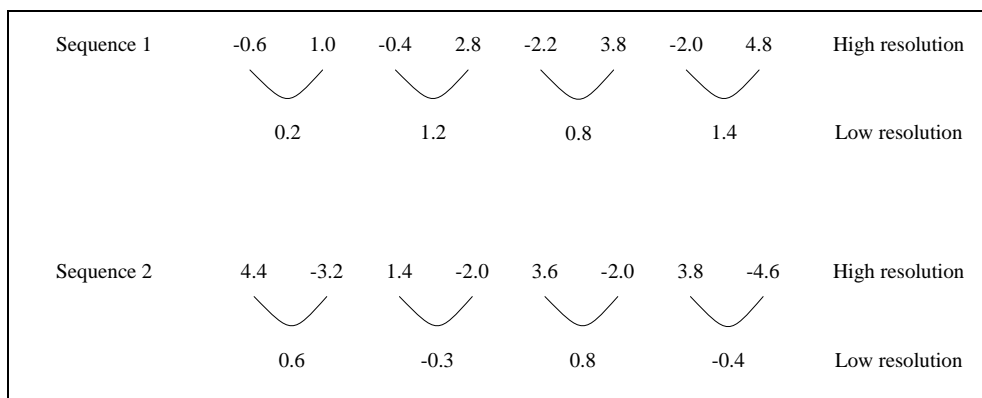 Sequence 1 -0.6 1.0 -0.4 2.8 -2.2 3.8 -2.0 4.8 High resolution
0.2 1.2 0.8 1.4 Low resolution
Sequence 2 4.4 -3.2 1.4 -2.0 3.6 -2.0 3.8 -4.6 High resolution
0.6 -0.3 0.8 -0.4 Low resolution